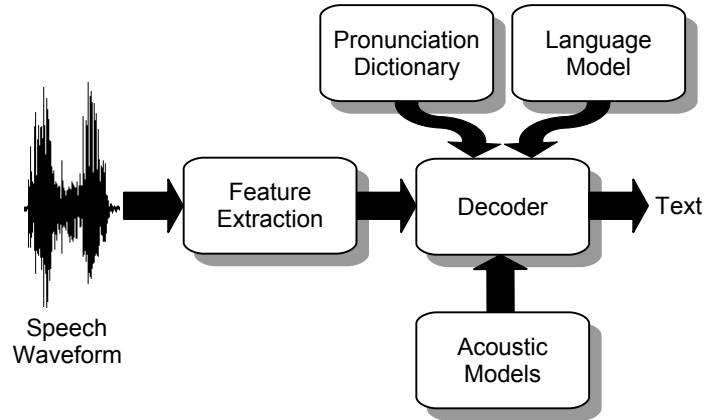 Pronunciation
Dictionary
Language
Model
Feature
Extraction
Decoder
Text
Speech
Waveform
Acoustic
Models